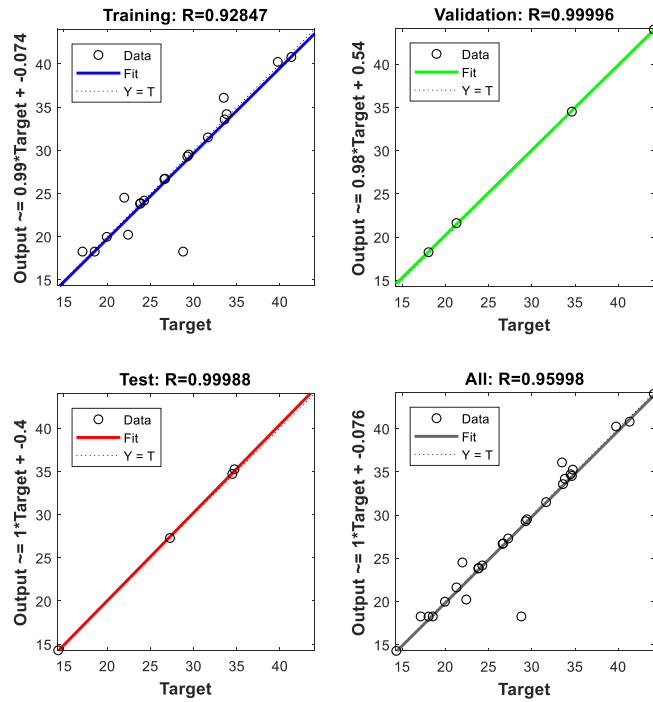 Training: R=0.92847
Output ~= 0.99*Target + -0.074
40
35
30
25
20
15
Data
Fit
Y = T
15 20 25 30 35 40
Target
Validation: R=0.99996
Output ~= 0.98*Target + 0.54
40
35
30
25
20
15
Data
Fit
Y = T
15 20 25 30 35 40
Target
Test: R=0.99988
Output ~= 1*Target + -0.4
40
35
30
25
20
15
Data
Fit
Y = T
15 20 25 30 35 40
Target
All: R=0.95998
Output ~= 1*Target + -0.076
40
35
30
25
20
15
Data
Fit
Y = T
15 20 25 30 35 40
Target